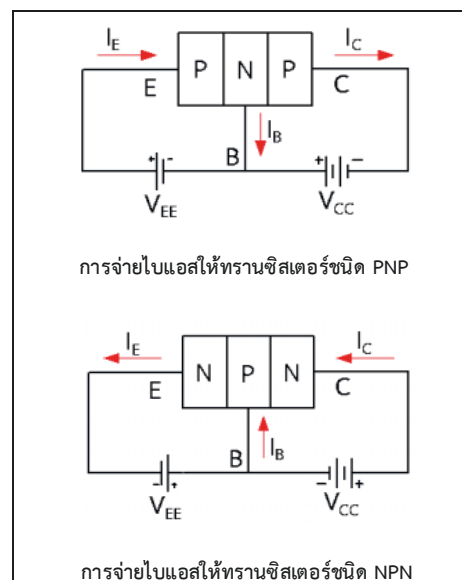 I_E I_C
P N P
E C
I_B
B
+ - + −
V_EE V_CC
การจ่ายไบแอสให้ทรานซิสเตอร์ชนิด PNP
I_E I_C
N P N
E C
B I_B
- + − +
V_EE V_CC
การจ่ายไบแอสให้ทรานซิสเตอร์ชนิด NPN